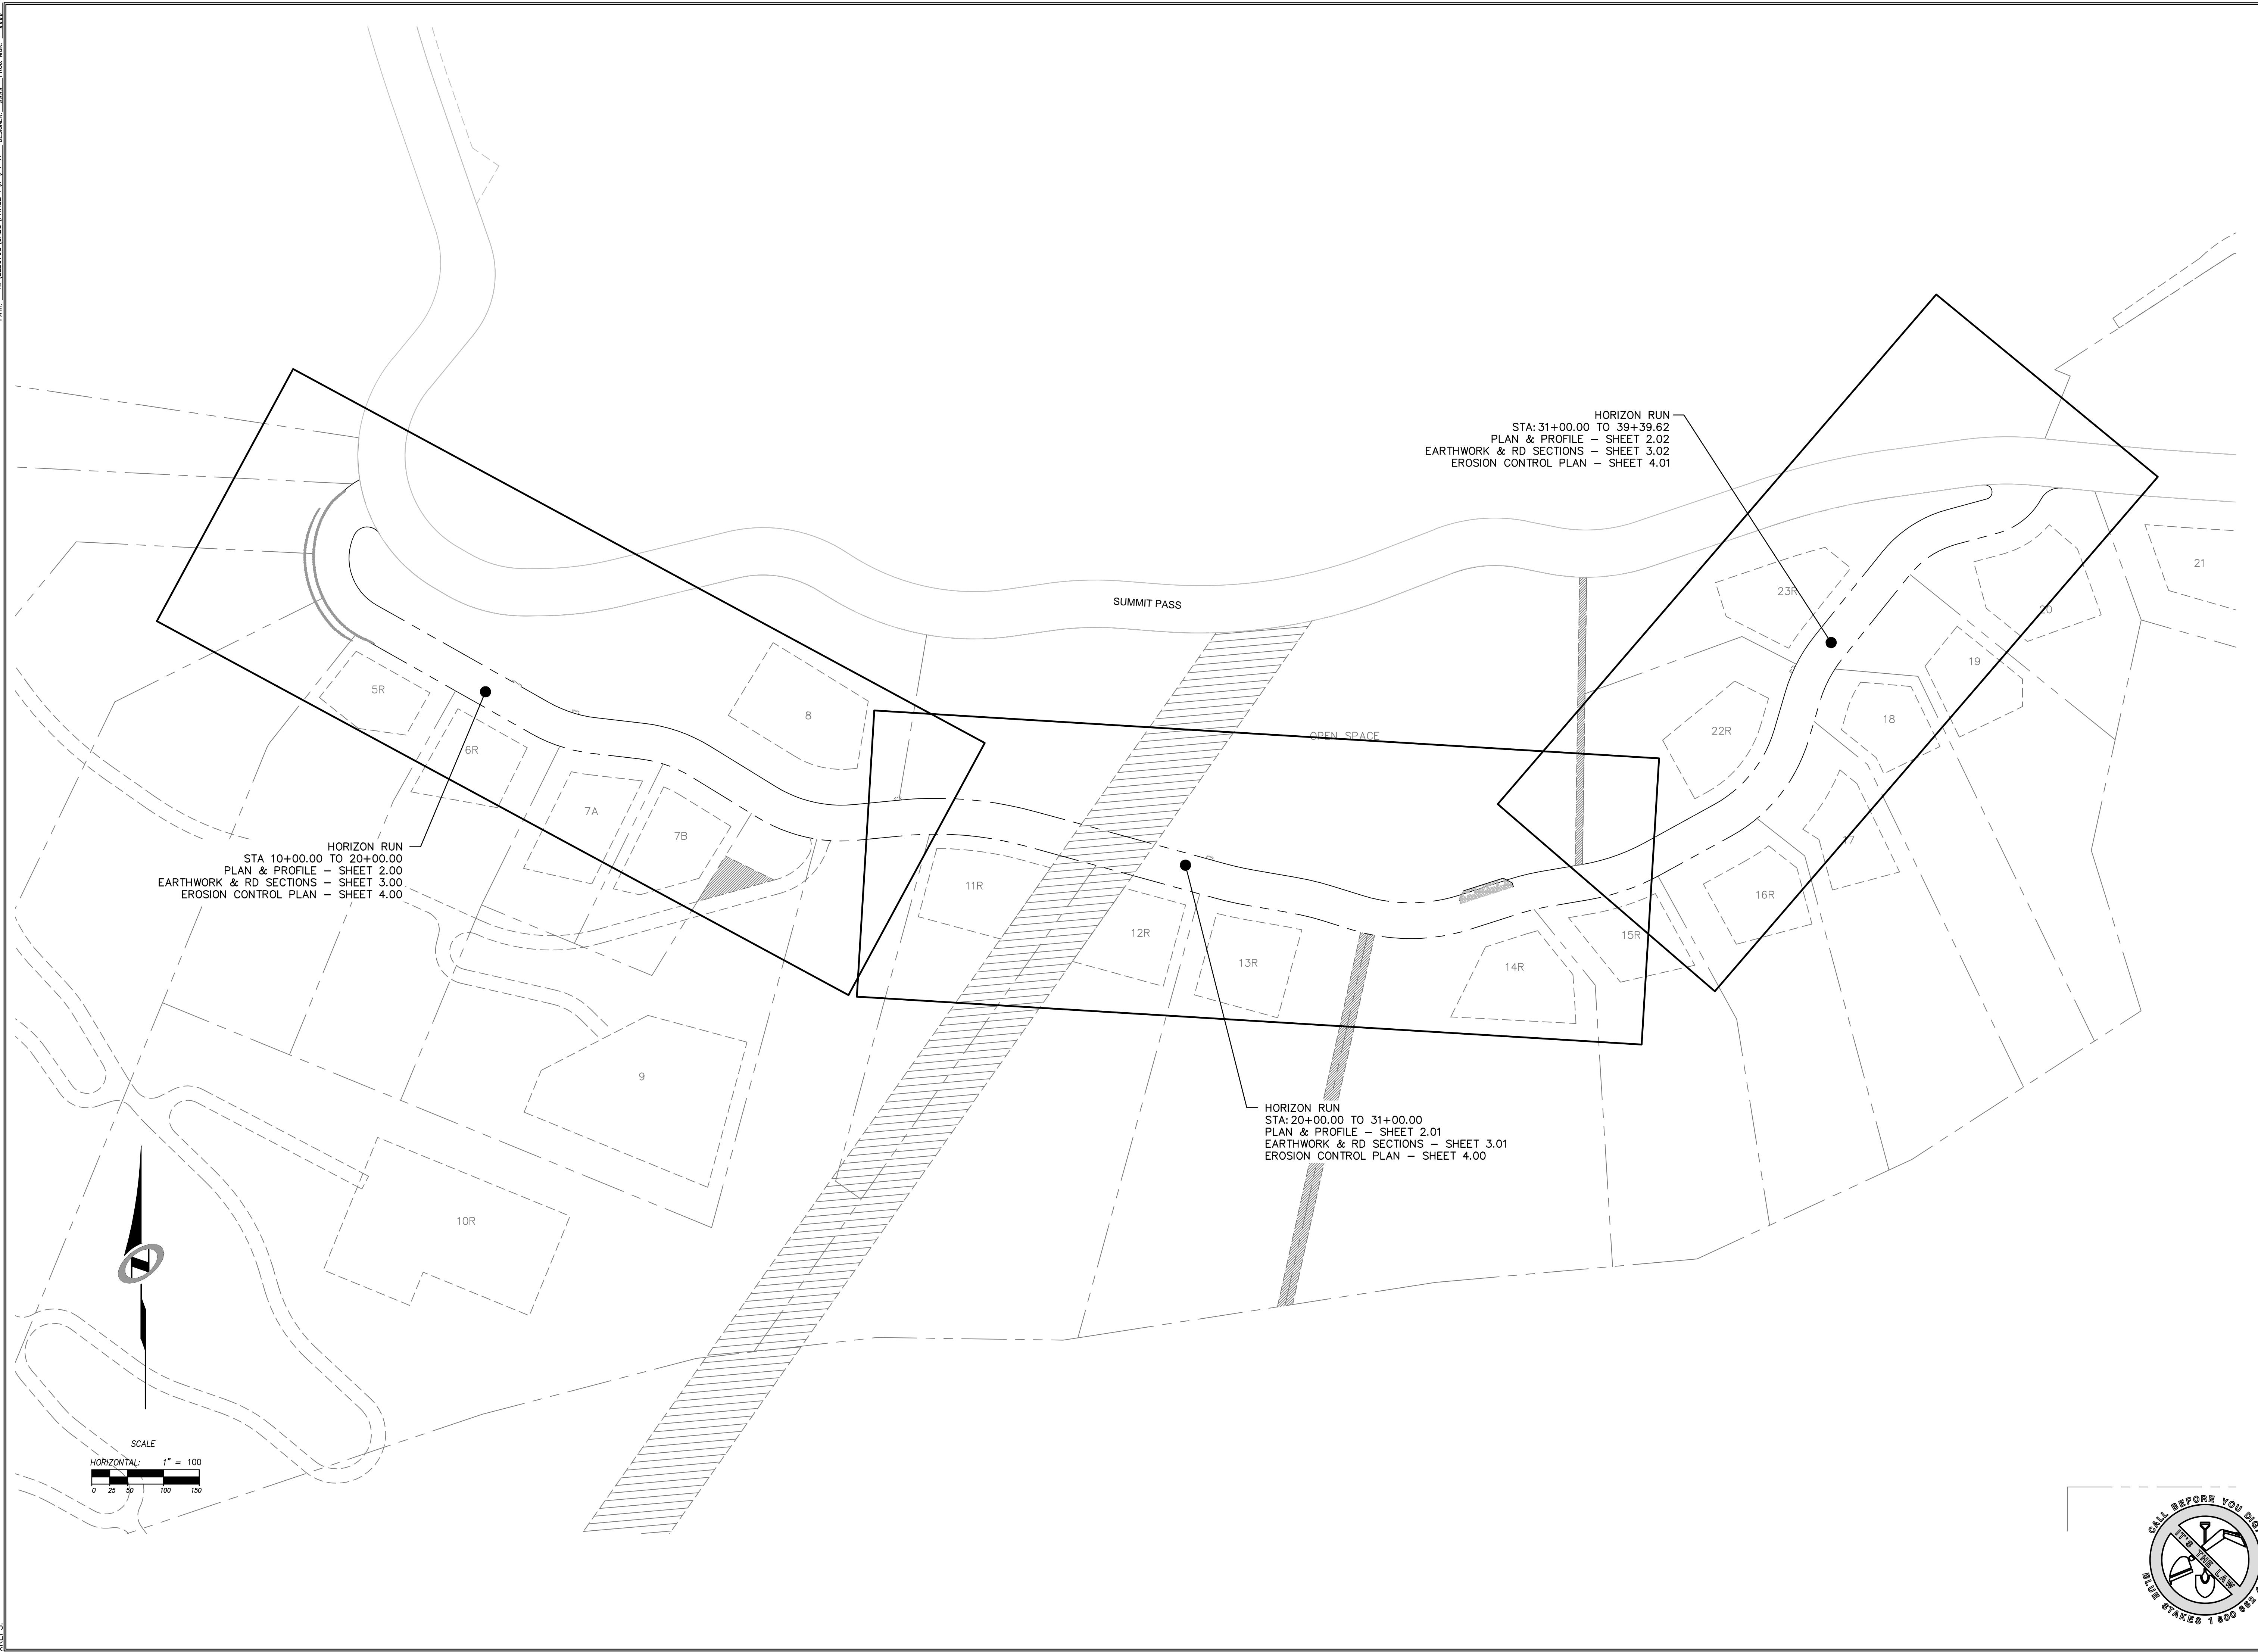 HORIZON RUN
STA: 31+00.00 TO 39+39.62
PLAN & PROFILE – SHEET 2.02
EARTHWORK & RD SECTIONS – SHEET 3.02
EROSION CONTROL PLAN – SHEET 4.01
21
23R
20
SUMMIT PASS
19
5R
8
18
22R
OPEN SPACE
6R
7A
7B
17
HORIZON RUN
STA 10+00.00 TO 20+00.00
PLAN & PROFILE – SHEET 2.00
EARTHWORK & RD SECTIONS – SHEET 3.00
EROSION CONTROL PLAN – SHEET 4.00
11R
16R
12R
15R
13R
14R
9
HORIZON RUN
STA: 20+00.00 TO 31+00.00
PLAN & PROFILE – SHEET 2.01
EARTHWORK & RD SECTIONS – SHEET 3.01
EROSION CONTROL PLAN – SHEET 4.00
10R
N
SCALE
HORIZONTAL: 1" = 100
0 25 50 100 150
CALL BEFORE YOU DIG
IT'S THE LAW
BLUE STAKES 1 800 662